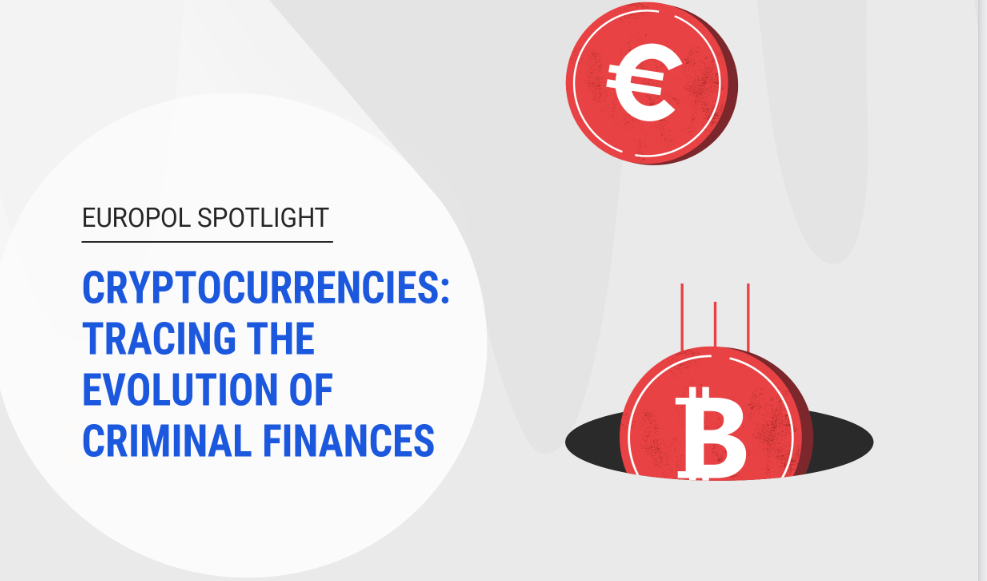 EUROPOL SPOTLIGHT
CRYPTOCURRENCIES:
TRACING THE
EVOLUTION OF
CRIMINAL FINANCES